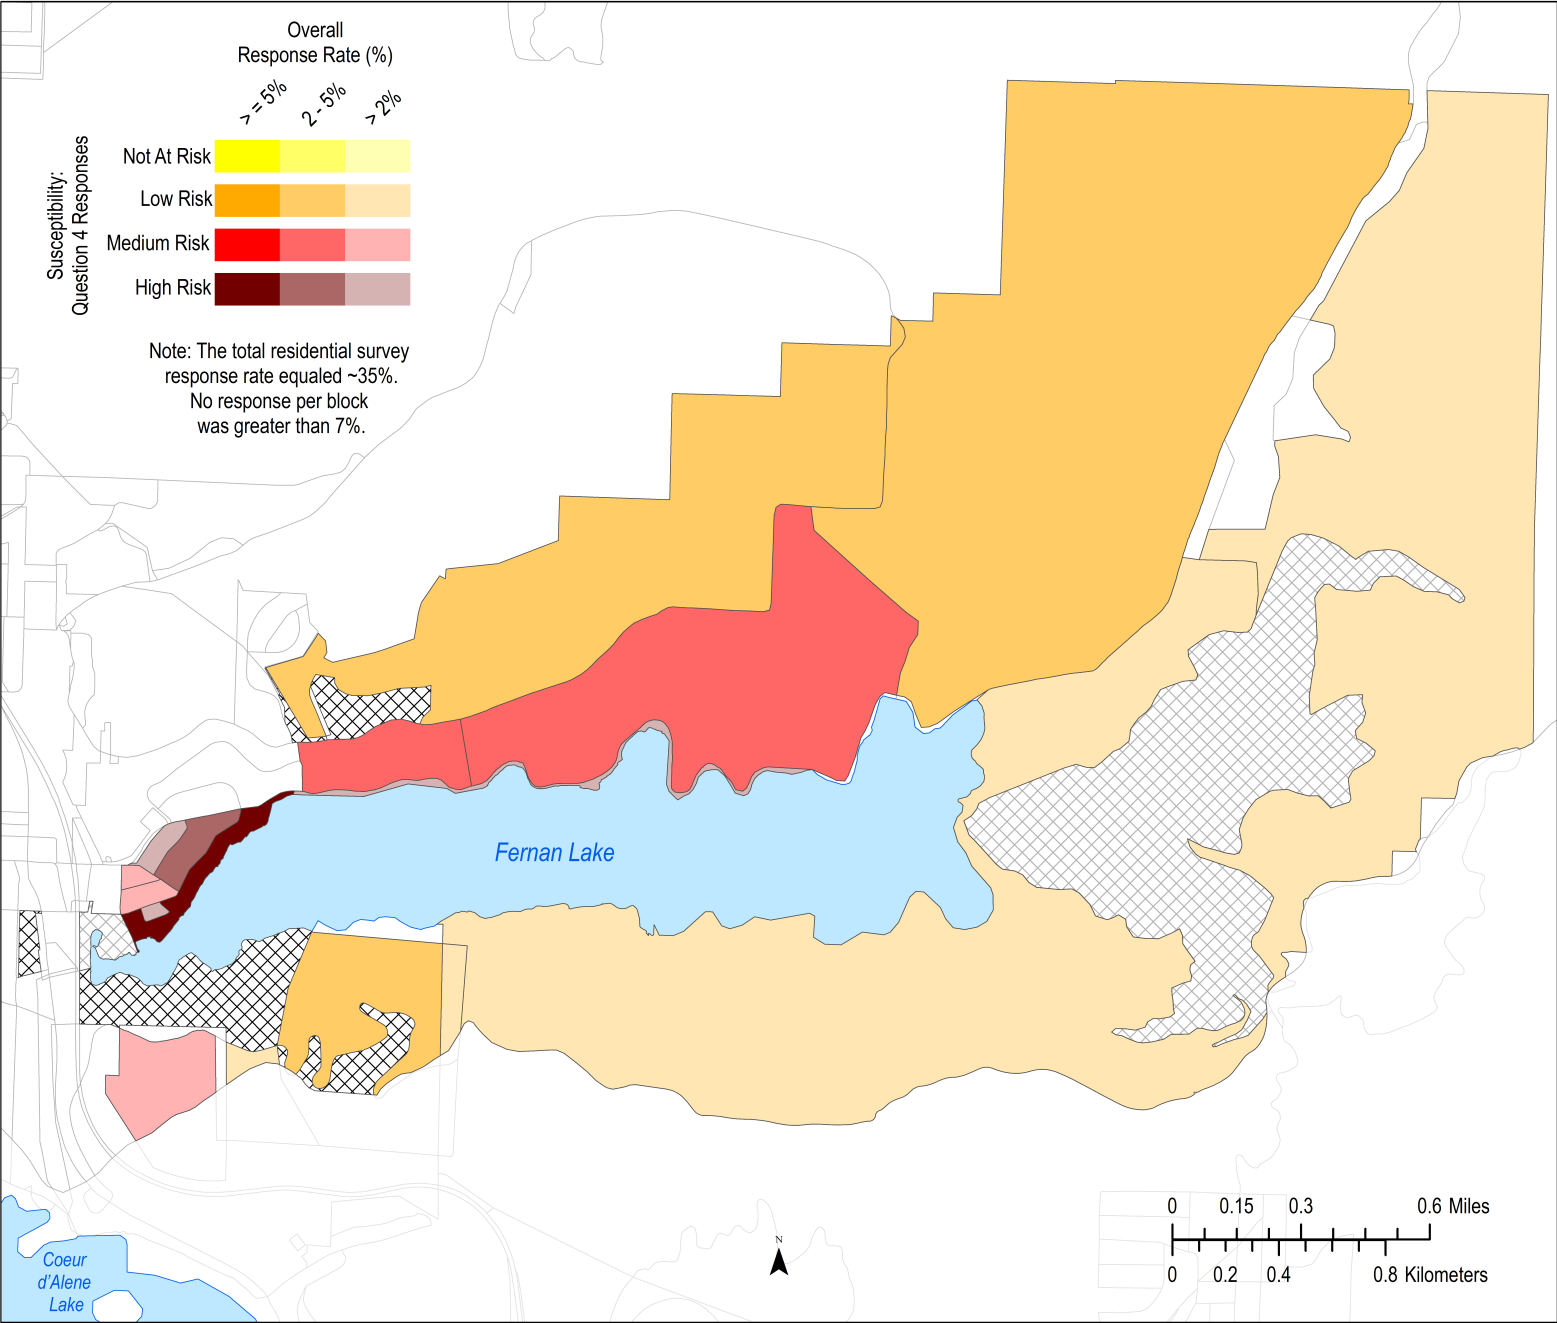 Overall
Response Rate (%)
> = 5%
2 - 5%
> 2%
Susceptibility:
Question 4 Responses
Not At Risk
Low Risk
Medium Risk
High Risk
Note: The total residential survey
response rate equaled ~35%.
No response per block
was greater than 7%.
Fernan Lake
Coeur
d'Alene
Lake
N
0 0.15 0.3 0.6 Miles
0 0.2 0.4 0.8 Kilometers